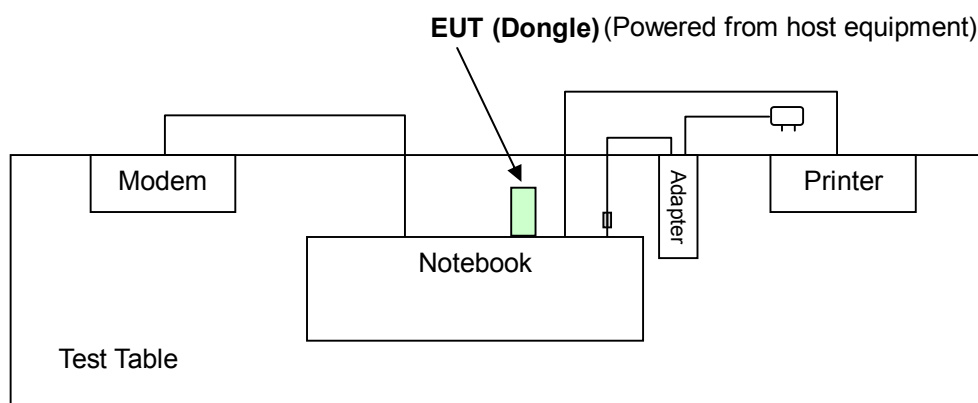 EUT (Dongle) (Powered from host equipment)
Modem
Adapter
Printer
Notebook
Test Table